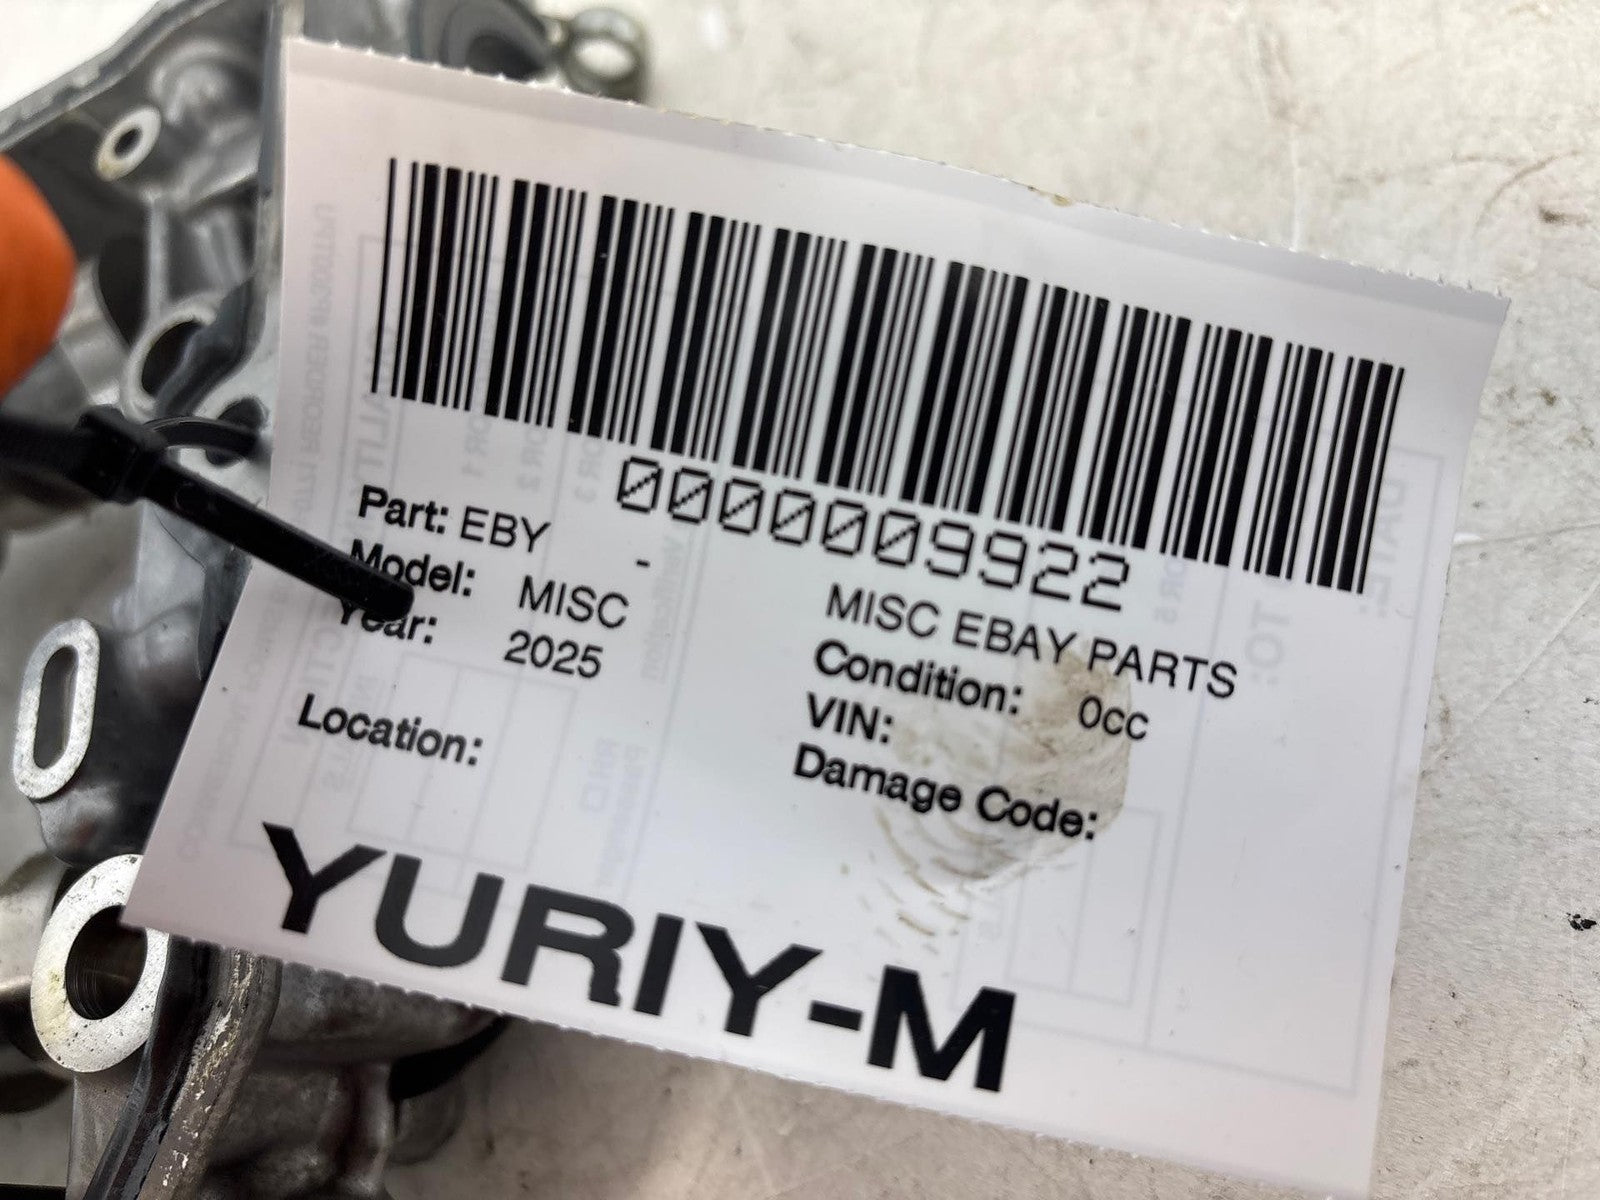 0000009922
Part: EBY -
Model: MISC
Year: 2025
MISC EBAY PARTS
Condition: 0cc
VIN:
Damage Code:
Location:
YURIY-M